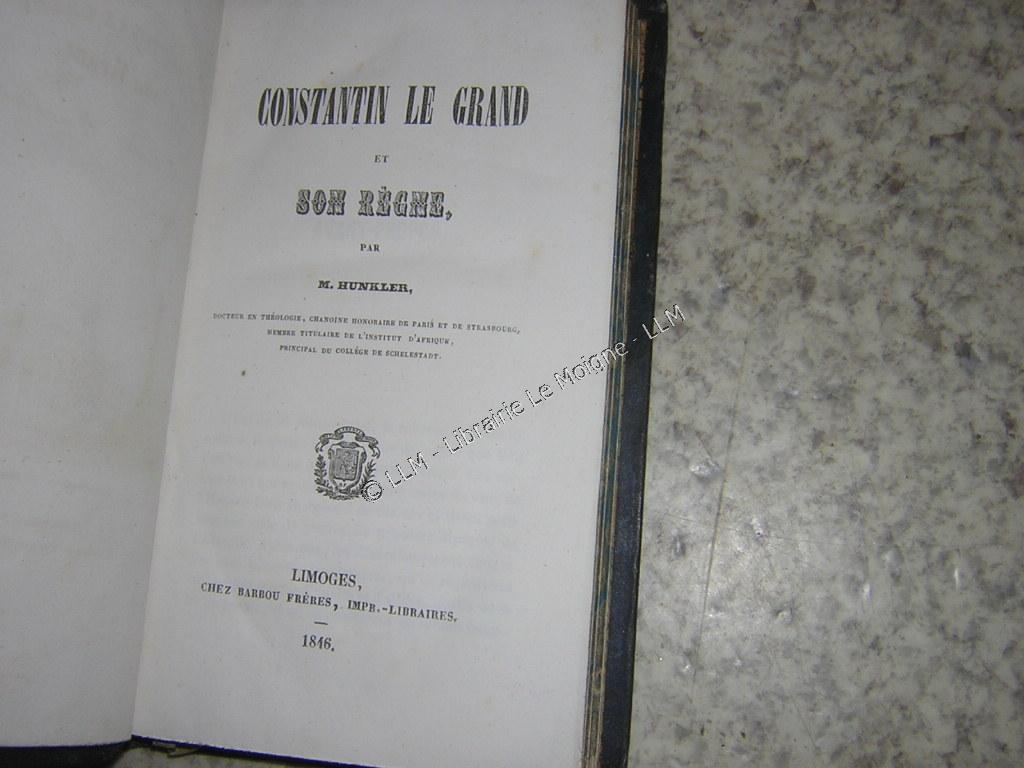 CONSTANTIN LE GRAND
ET
SON RÈGNE,
PAR
M. HUNKLER,
DOCTEUR EN THÉOLOGIE, CHANOINE HONORAIRE DE PARIS ET DE STRASBOURG,
MEMBRE TITULAIRE DE L'INSTITUT D'AFRIQUE,
PRINCIPAL DU COLLÉGE DE SCHELESTADT.
© LLM - Librairie Le Moigne - LLM
LIMOGES,
CHEZ BARBOU FRÈRES, IMPR.-LIBRAIRES.
1846.